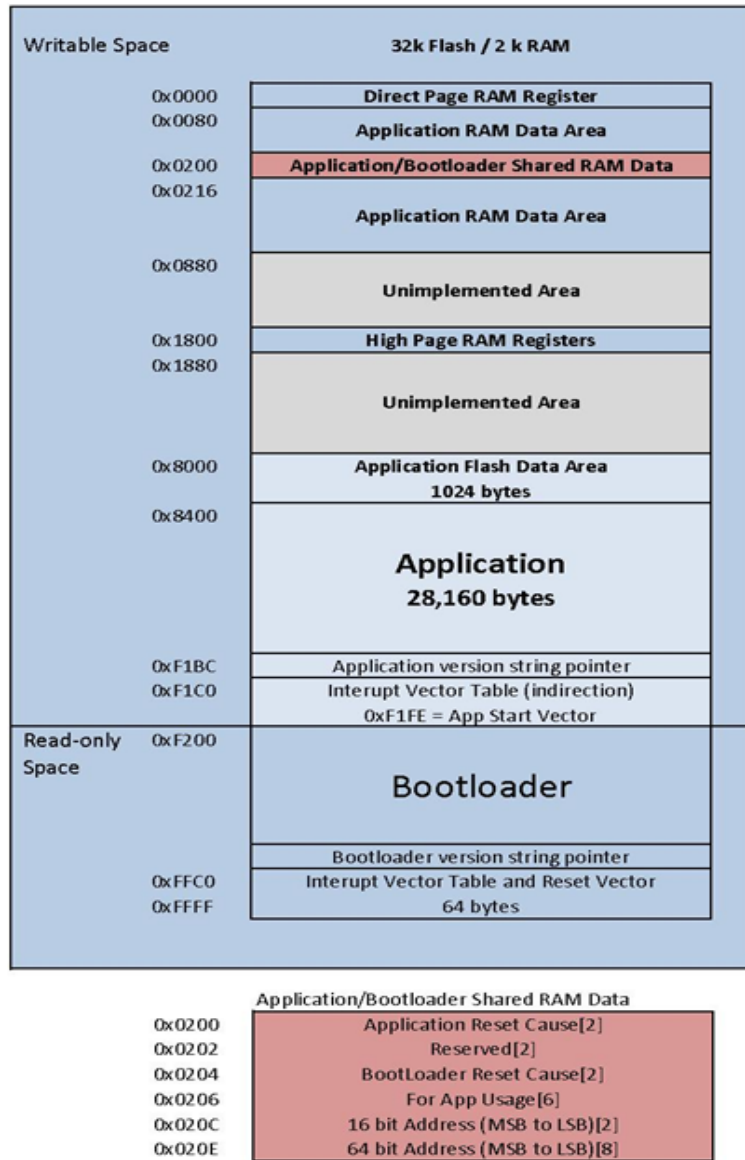 Writable Space 32k Flash / 2 k RAM
0x0000 Direct Page RAM Register
0x0080 Application RAM Data Area
0x0200 Application/Bootloader Shared RAM Data
0x0216 Application RAM Data Area
0x0880 Unimplemented Area
0x1800 High Page RAM Registers
0x1880 Unimplemented Area
0x8000 Application Flash Data Area
1024 bytes
0x8400 Application
28,160 bytes
0xF1BC Application version string pointer
0xF1C0 Interupt Vector Table (indirection)
0xF1FE = App Start Vector
Read-only Space 0xF200 Bootloader
Bootloader version string pointer
0xFFC0 Interupt Vector Table and Reset Vector
0xFFFF 64 bytes
Application/Bootloader Shared RAM Data
0x0200 Application Reset Cause[2]
0x0202 Reserved[2]
0x0204 BootLoader Reset Cause[2]
0x0206 For App Usage[6]
0x020C 16 bit Address (MSB to LSB)[2]
0x020E 64 bit Address (MSB to LSB)[8]